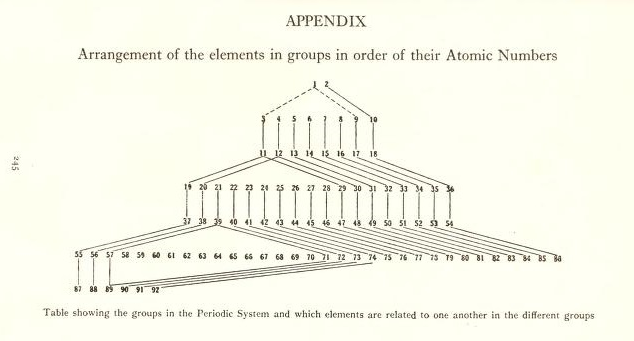 APPENDIX
Arrangement of the elements in groups in order of their Atomic Numbers
1 2
3 4 5 6 7 8 9 10
11 12 13 14 15 16 17 18
245
19 20 21 22 23 24 25 26 27 28 29 30 31 32 33 34 35 36
37 38 39 40 41 42 43 44 45 46 47 48 49 50 51 52 53 54
55 56 57 58 59 60 61 62 63 64 65 66 67 68 69 70 71 72 73 74 75 76 77 78 79 80 81 82 83 84 85 86
87 88 89 90 91 92
Table showing the groups in the Periodic System and which elements are related to one another in the different groups